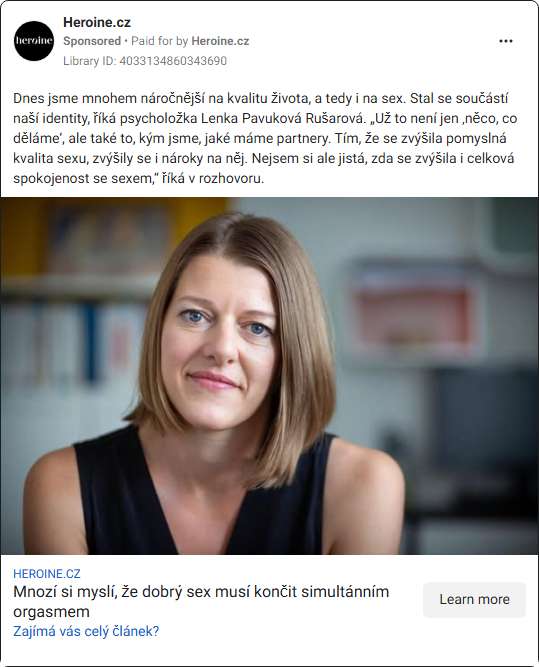 Heroine.cz
heroine
Sponsored • Paid for by Heroine.cz
Library ID: 4033134860343690
Dnes jsme mnohem náročnější na kvalitu života, a tedy i na sex. Stal se součástí
naší identity, říká psycholožka Lenka Pavuková Rušarová. „Už to není jen ‚něco, co
děláme‘, ale také to, kým jsme, jaké máme partnery. Tím, že se zvýšila pomyslná
kvalita sexu, zvýšily se i nároky na něj. Nejsem si ale jistá, zda se zvýšila i celková
spokojenost se sexem,“ říká v rozhovoru.
HEROINE.CZ
Mnozí si myslí, že dobrý sex musí končit simultánním
orgasmem
Zajímá vás celý článek?
Learn more